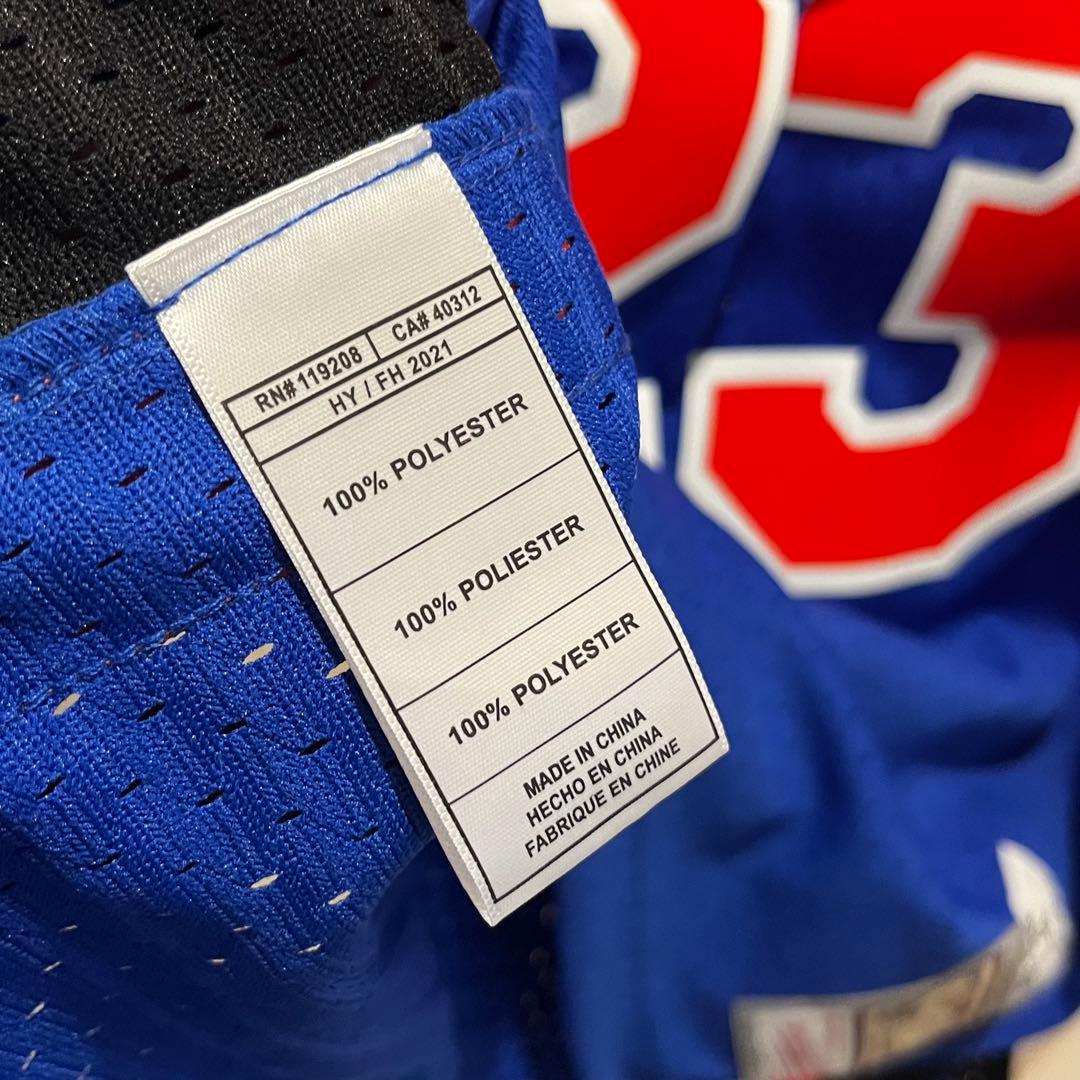 RN# 119208 CA# 40312
HY / FH 2021
100% POLYESTER
100% POLIESTER
100% POLYESTER
MADE IN CHINA
HECHO EN CHINA
FABRIQUE EN CHINE
3